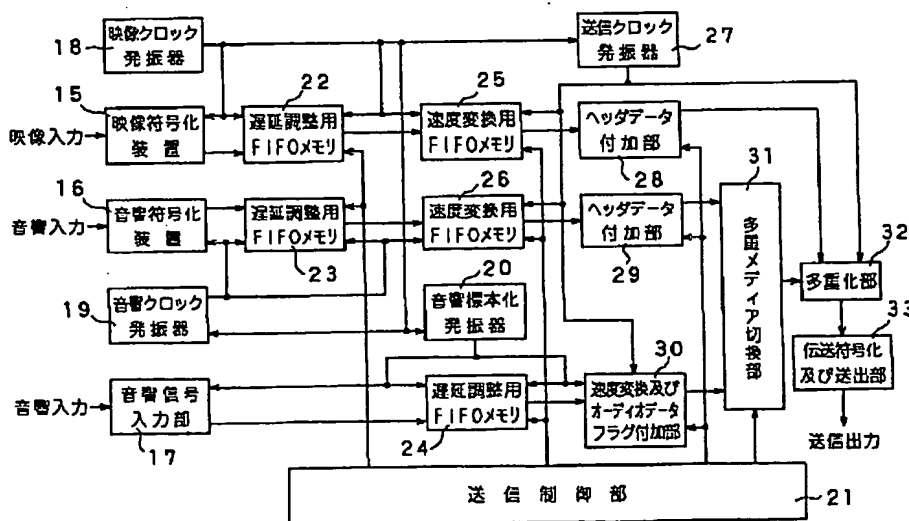 18
映像クロック
発振器
送信クロック
発振器
27
15
映像入力
映像符号化
装置
22
遅延調整用
FIFOメモリ
25
速度変換用
FIFOメモリ
ヘッダデータ
付加部
28
31
多重メディア切換部
16
音響入力
音響符号化
装置
遅延調整用
FIFOメモリ
23
26
速度変換用
FIFOメモリ
ヘッダデータ
付加部
29
32
多重化部
19
音響クロック
発振器
20
音響標本化
発振器
33
伝送符号化
及び送出部
送信出力
音響入力
音響信号
入力部
17
遅延調整用
FIFOメモリ
24
30
速度変換及び
オーディオデータ
フラグ付加部
送信制御部
21